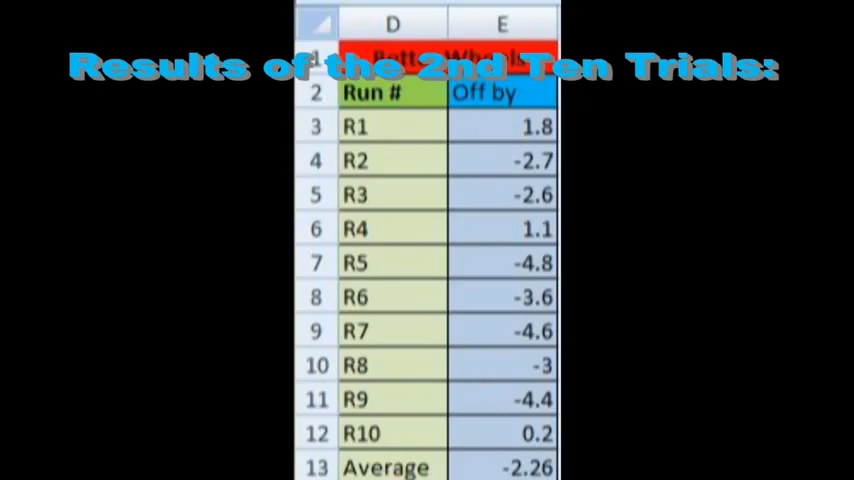 D E
Results of the 2nd Ten Trials:
1
2 Run # Off by
3 R1 1.8
4 R2 -2.7
5 R3 -2.6
6 R4 1.1
7 R5 -4.8
8 R6 -3.6
9 R7 -4.6
10 R8 -3
11 R9 -4.4
12 R10 0.2
13 Average -2.26